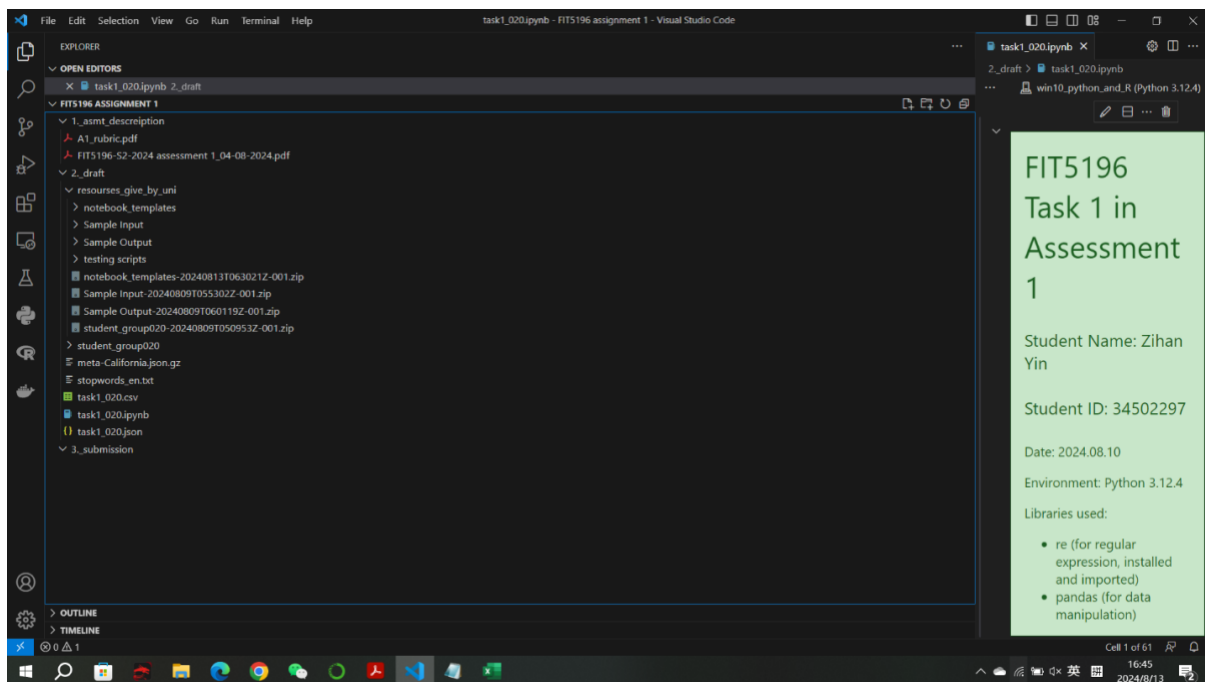 File Edit Selection View Go Run Terminal Help
task1_020.ipynb - FIT5196 assignment 1 - Visual Studio Code
EXPLORER
OPEN EDITORS
task1_020.ipynb 2._draft
FIT5196 ASSIGNMENT 1
1._asmt_descreiption
A1_rubric.pdf
FIT5196-S2-2024 assessment 1_04-08-2024.pdf
2._draft
resourses_give_by_uni
notebook_templates
Sample Input
Sample Output
testing scripts
notebook_templates-20240813T063021Z-001.zip
Sample Input-20240809T055302Z-001.zip
Sample Output-20240809T060119Z-001.zip
student_group020-20240809T050953Z-001.zip
student_group020
meta-California.json.gz
stopwords_en.txt
task1_020.csv
task1_020.ipynb
task1_020.json
3._submission
OUTLINE
TIMELINE
task1_020.ipynb
2._draft > task1_020.ipynb
win10_python_and_R (Python 3.12.4)
FIT5196
Task 1 in
Assessment
1
Student Name: Zihan
Yin
Student ID: 34502297
Date: 2024.08.10
Environment: Python 3.12.4
Libraries used:
re (for regular
expression, installed
and imported)
pandas (for data
manipulation)
0 1
Cell 1 of 61
英
16:45
2024/8/13
2